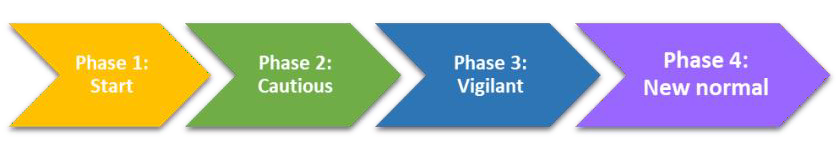 Phase 1:
Start
Phase 2:
Cautious
Phase 3:
Vigilant
Phase 4:
New normal